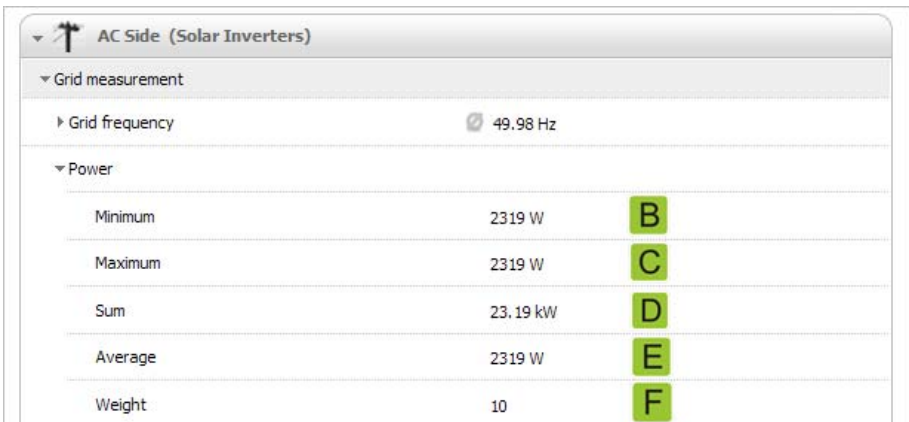 AC Side (Solar Inverters)
Grid measurement
Grid frequency Ø 49.98 Hz
Power
Minimum 2319 W B
Maximum 2319 W C
Sum 23.19 kW D
Average 2319 W E
Weight 10 F